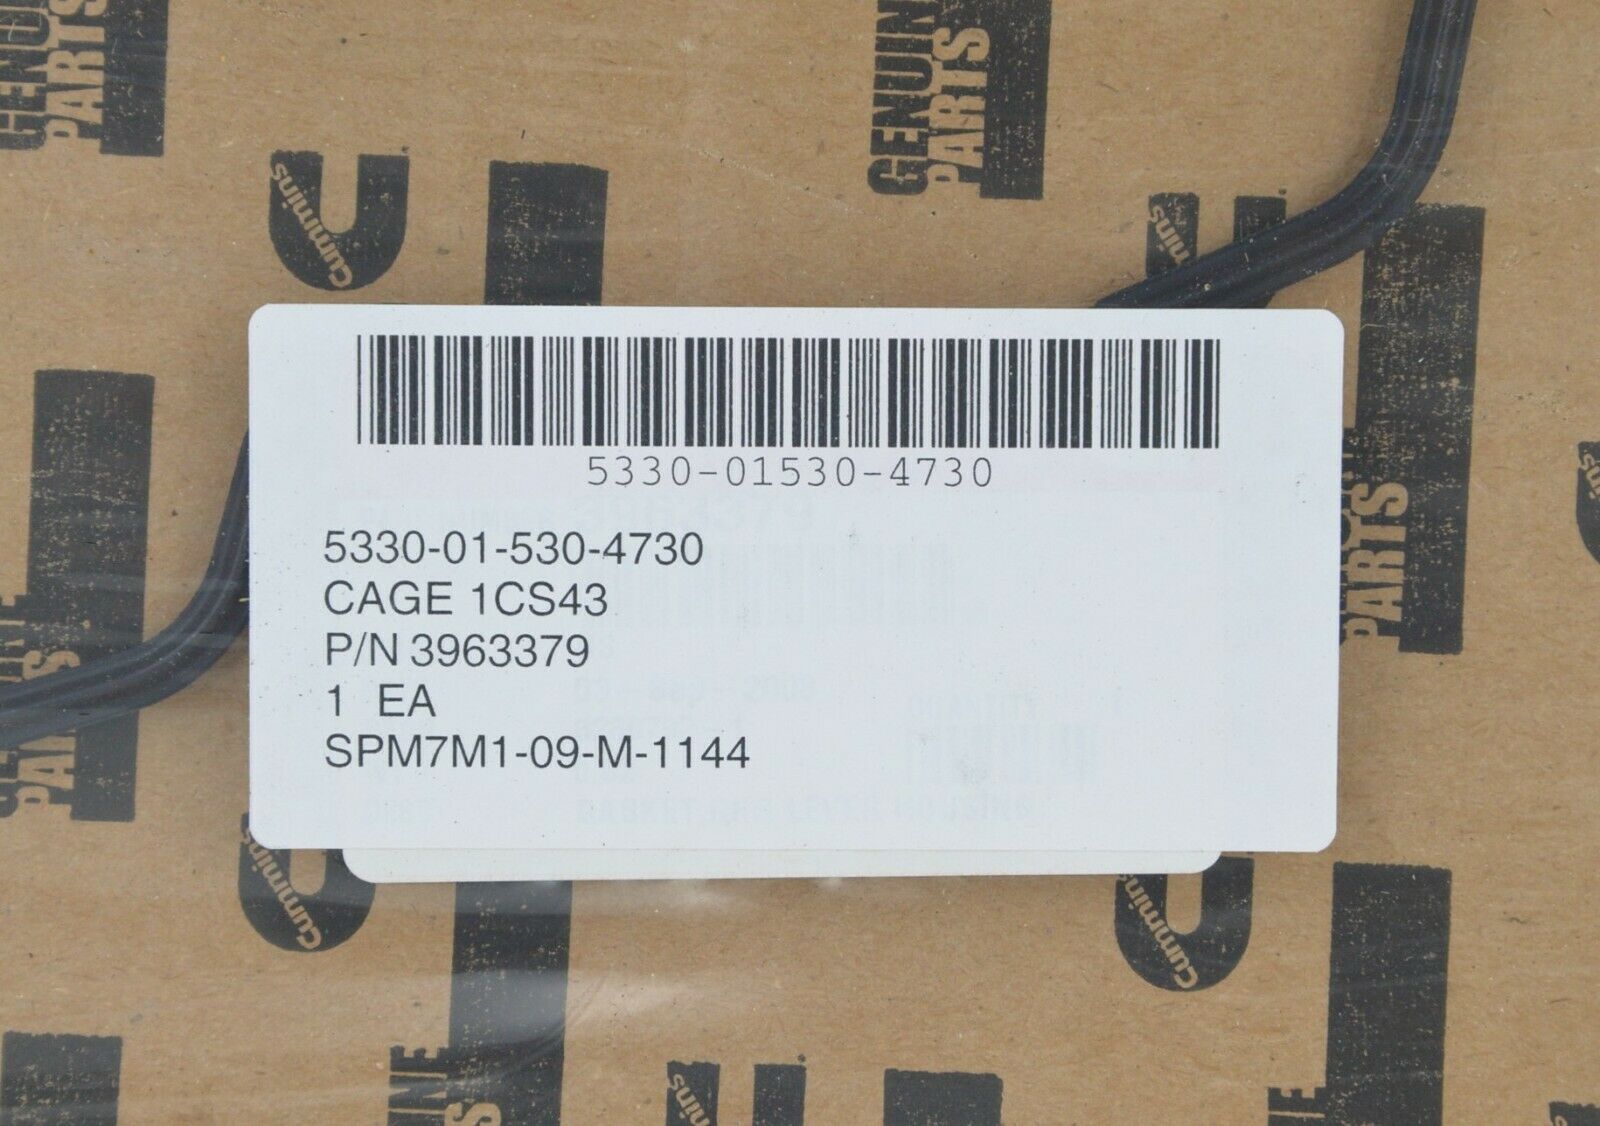 GENUINE
PARTS
GENUINE
PARTS
Cummins
Cummins
5330-01530-4730
5330-01-530-4730
CAGE 1CS43
P/N 3963379
1 EA
SPM7M1-09-M-1144
PARTS
PARTS
Cummins
Cummins